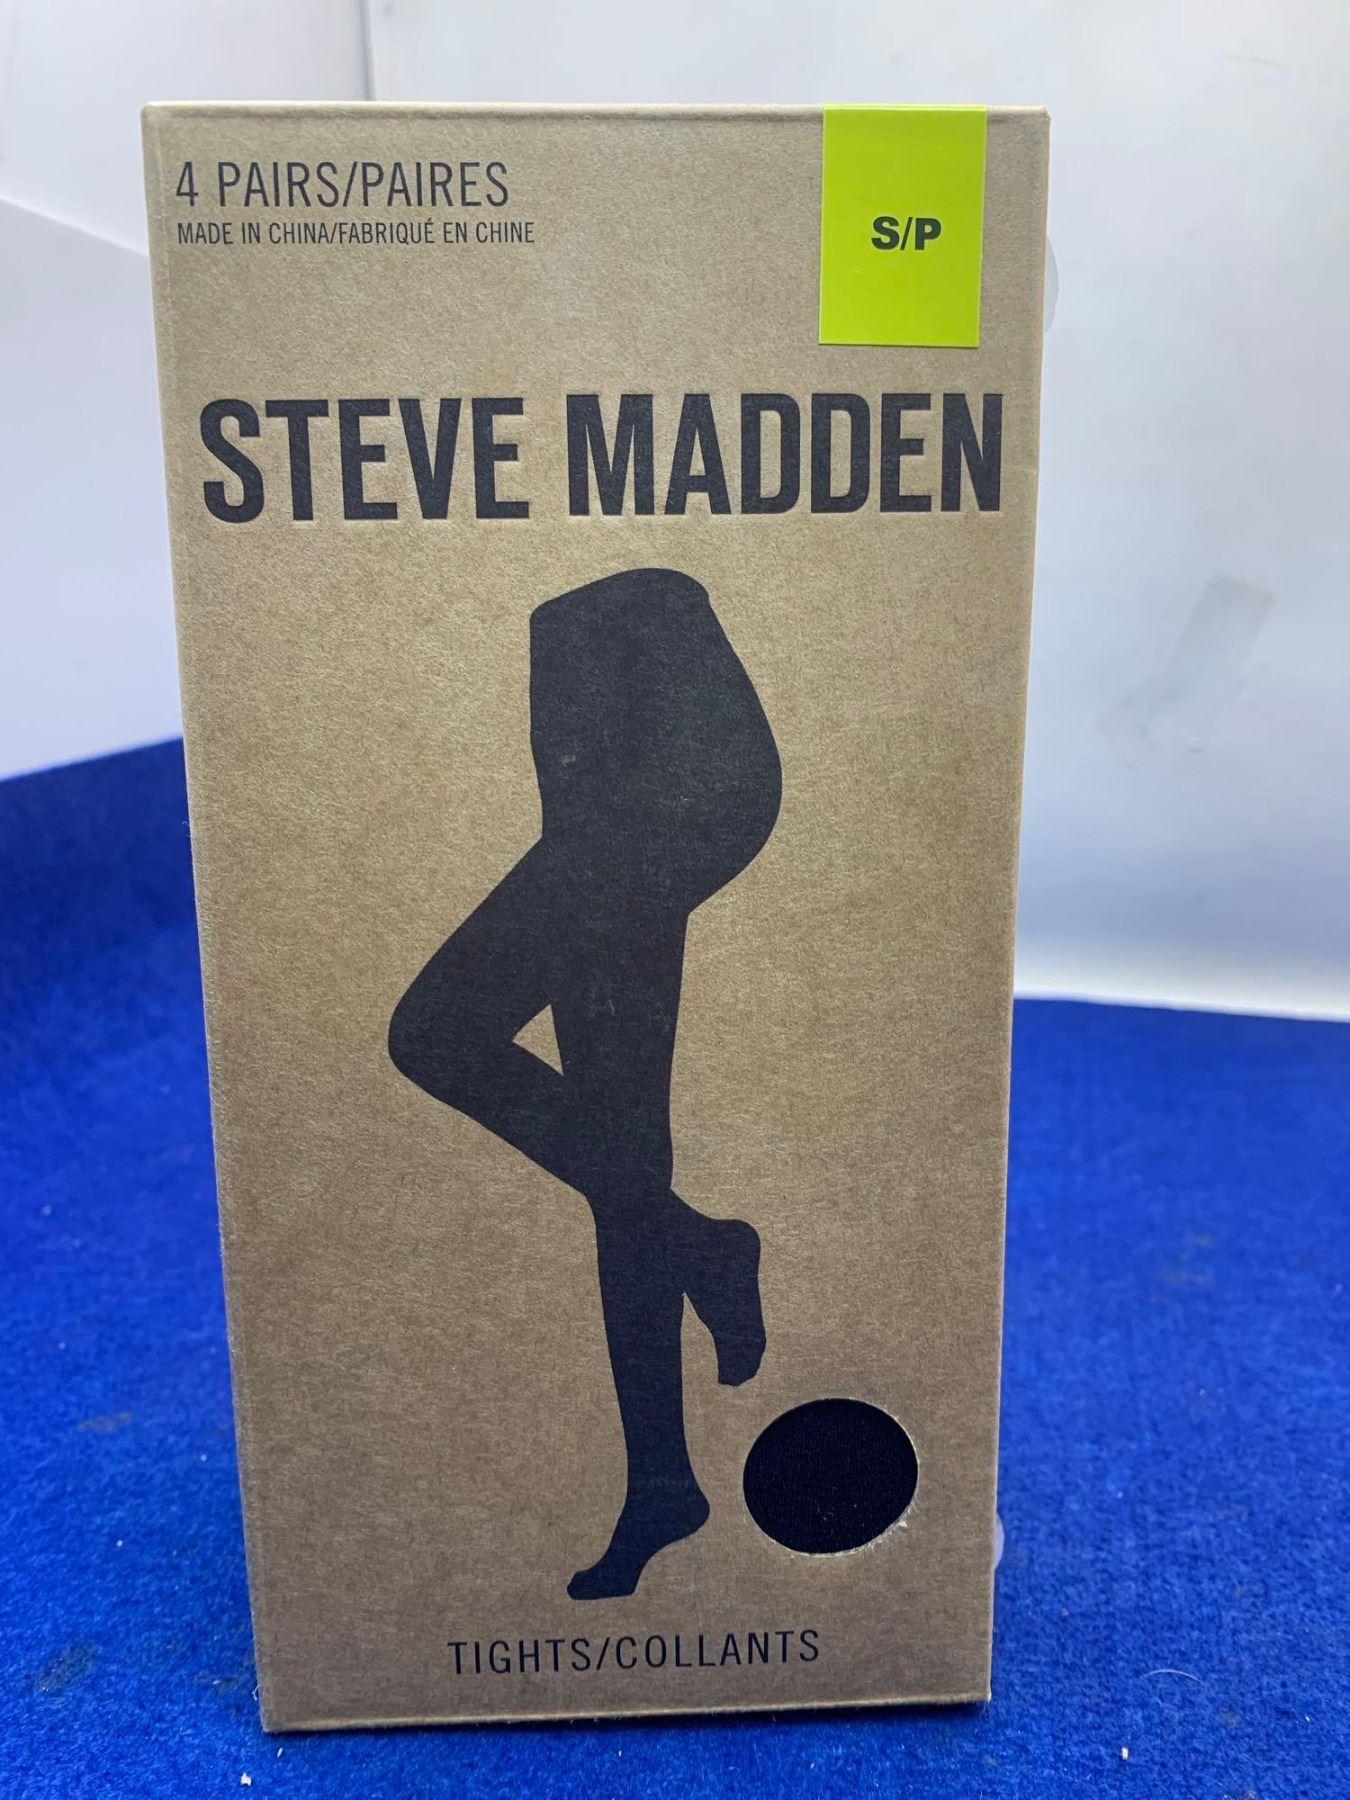 4 PAIRS/PAIRES
MADE IN CHINA/FABRIQUÉ EN CHINE
S/P
STEVE MADDEN
TIGHTS/COLLANTS